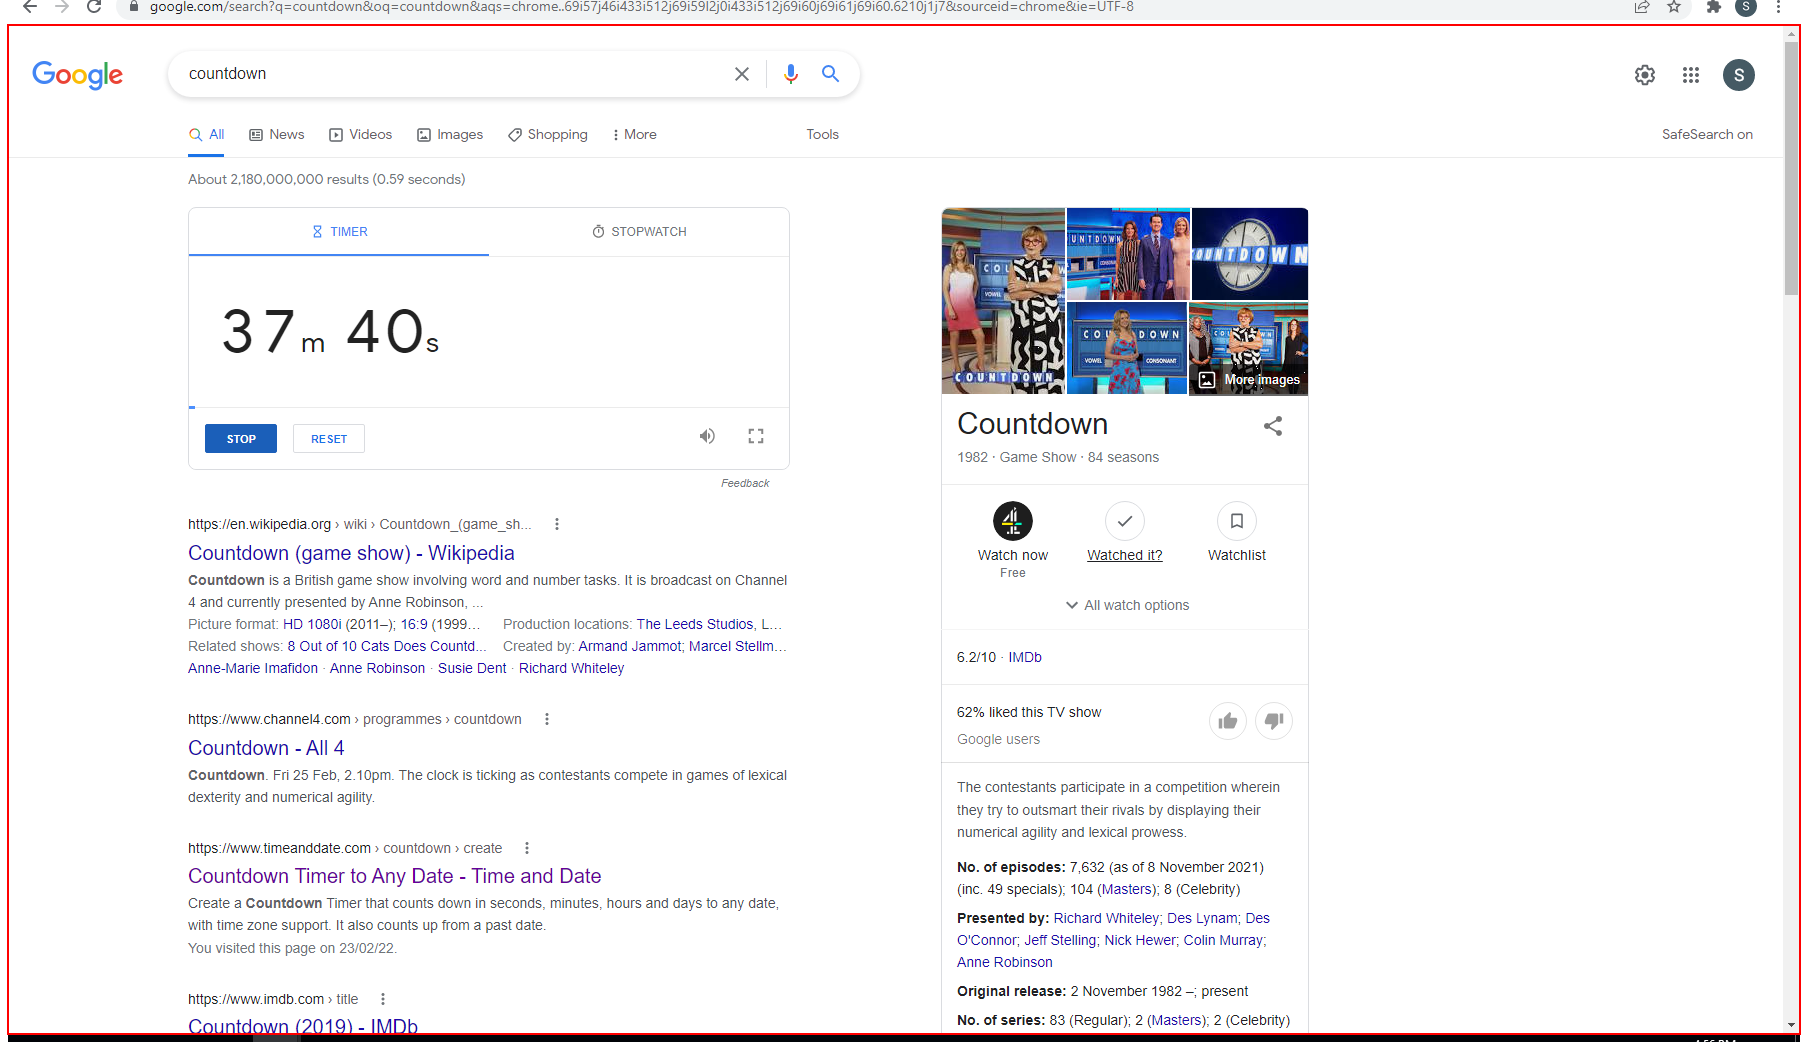 google.com/search?q=countdown&oq=countdown&aqs=chrome..69i57j46i433i512j69i59l2j0i433i512j69i60j69i61j69i60.6210j1j7&sourceid=chrome&ie=UTF-8
S
Google
countdown
S
All
News
Videos
Images
Shopping
More
Tools
SafeSearch on
About 2,180,000,000 results (0.59 seconds)
TIMER
STOPWATCH
37m 40s
STOP
RESET
Feedback
https://en.wikipedia.org › wiki › Countdown_(game_sh...
Countdown (game show) - Wikipedia
Countdown is a British game show involving word and number tasks. It is broadcast on Channel
4 and currently presented by Anne Robinson, ...
Picture format: HD 1080i (2011–); 16:9 (1999...
Production locations: The Leeds Studios, L...
Related shows: 8 Out of 10 Cats Does Countd...
Created by: Armand Jammot; Marcel Stellm...
Anne-Marie Imafidon · Anne Robinson · Susie Dent · Richard Whiteley
https://www.channel4.com › programmes › countdown
Countdown - All 4
Countdown. Fri 25 Feb, 2.10pm. The clock is ticking as contestants compete in games of lexical
dexterity and numerical agility.
https://www.timeanddate.com › countdown › create
Countdown Timer to Any Date - Time and Date
Create a Countdown Timer that counts down in seconds, minutes, hours and days to any date,
with time zone support. It also counts up from a past date.
You visited this page on 23/02/22.
https://www.imdb.com › title
Countdown (2019) - IMDb
COUNTDOWN
VOWEL
COUNTDOWN
VOWEL
CONSONANT
More images
Countdown
1982 · Game Show · 84 seasons
4
Watch now
Free
Watched it?
Watchlist
All watch options
6.2/10 · IMDb
62% liked this TV show
Google users
The contestants participate in a competition wherein
they try to outsmart their rivals by displaying their
numerical agility and lexical prowess.
No. of episodes: 7,632 (as of 8 November 2021)
(inc. 49 specials); 104 (Masters); 8 (Celebrity)
Presented by: Richard Whiteley; Des Lynam; Des
O'Connor; Jeff Stelling; Nick Hewer; Colin Murray;
Anne Robinson
Original release: 2 November 1982 –; present
No. of series: 83 (Regular); 2 (Masters); 2 (Celebrity)